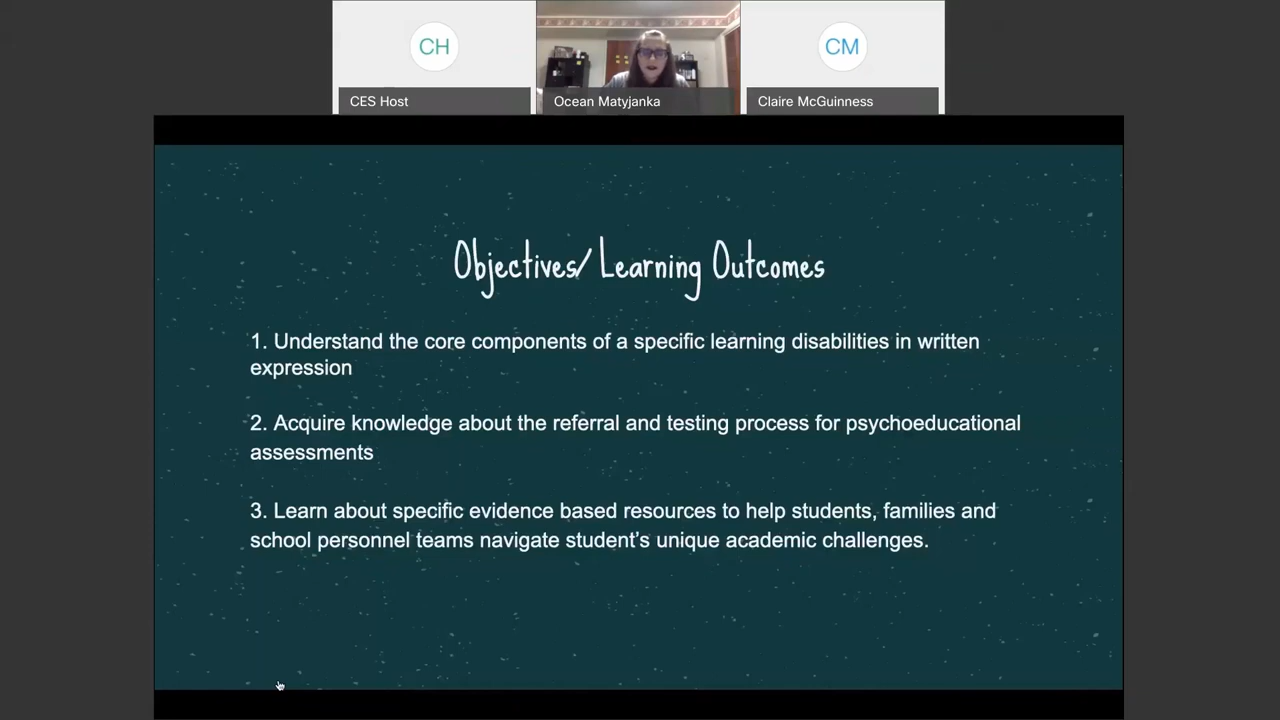 CH
CM
CES Host
Ocean Matyjanka
Claire McGuinness
Objectives/ Learning Outcomes
1. Understand the core components of a specific learning disabilities in written
expression
2. Acquire knowledge about the referral and testing process for psychoeducational
assessments
3. Learn about specific evidence based resources to help students, families and
school personnel teams navigate student's unique academic challenges.